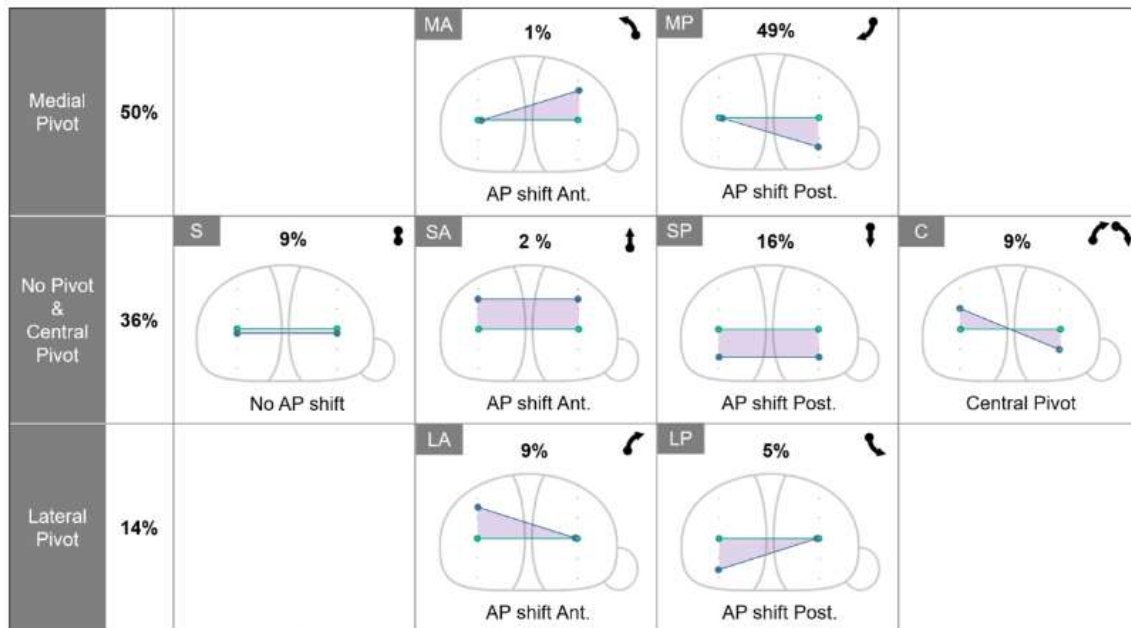 MA
1%
MP
49%
Medial
Pivot
50%
AP shift Ant.
AP shift Post.
S
9%
SA
2 %
SP
16%
C
9%
No Pivot
&
Central
Pivot
36%
No AP shift
AP shift Ant.
AP shift Post.
Central Pivot
LA
9%
LP
5%
Lateral
Pivot
14%
AP shift Ant.
AP shift Post.